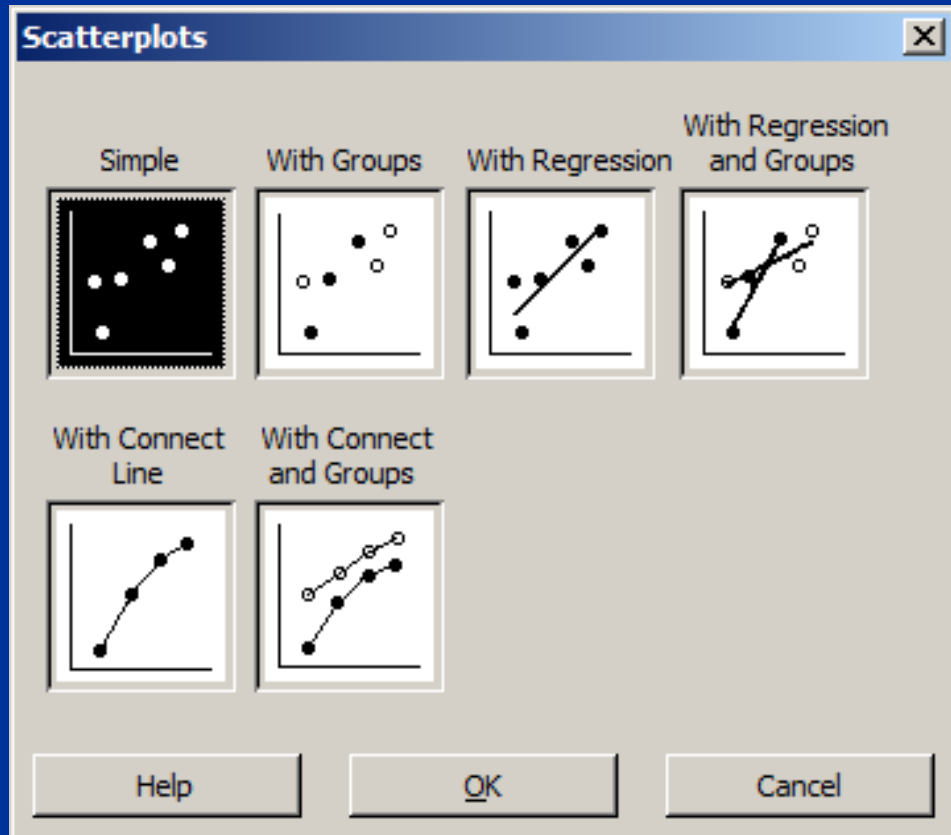 Scatterplots
Simple
With Groups
With Regression
With Regression
and Groups
With Connect
Line
With Connect
and Groups
Help
OK
Cancel